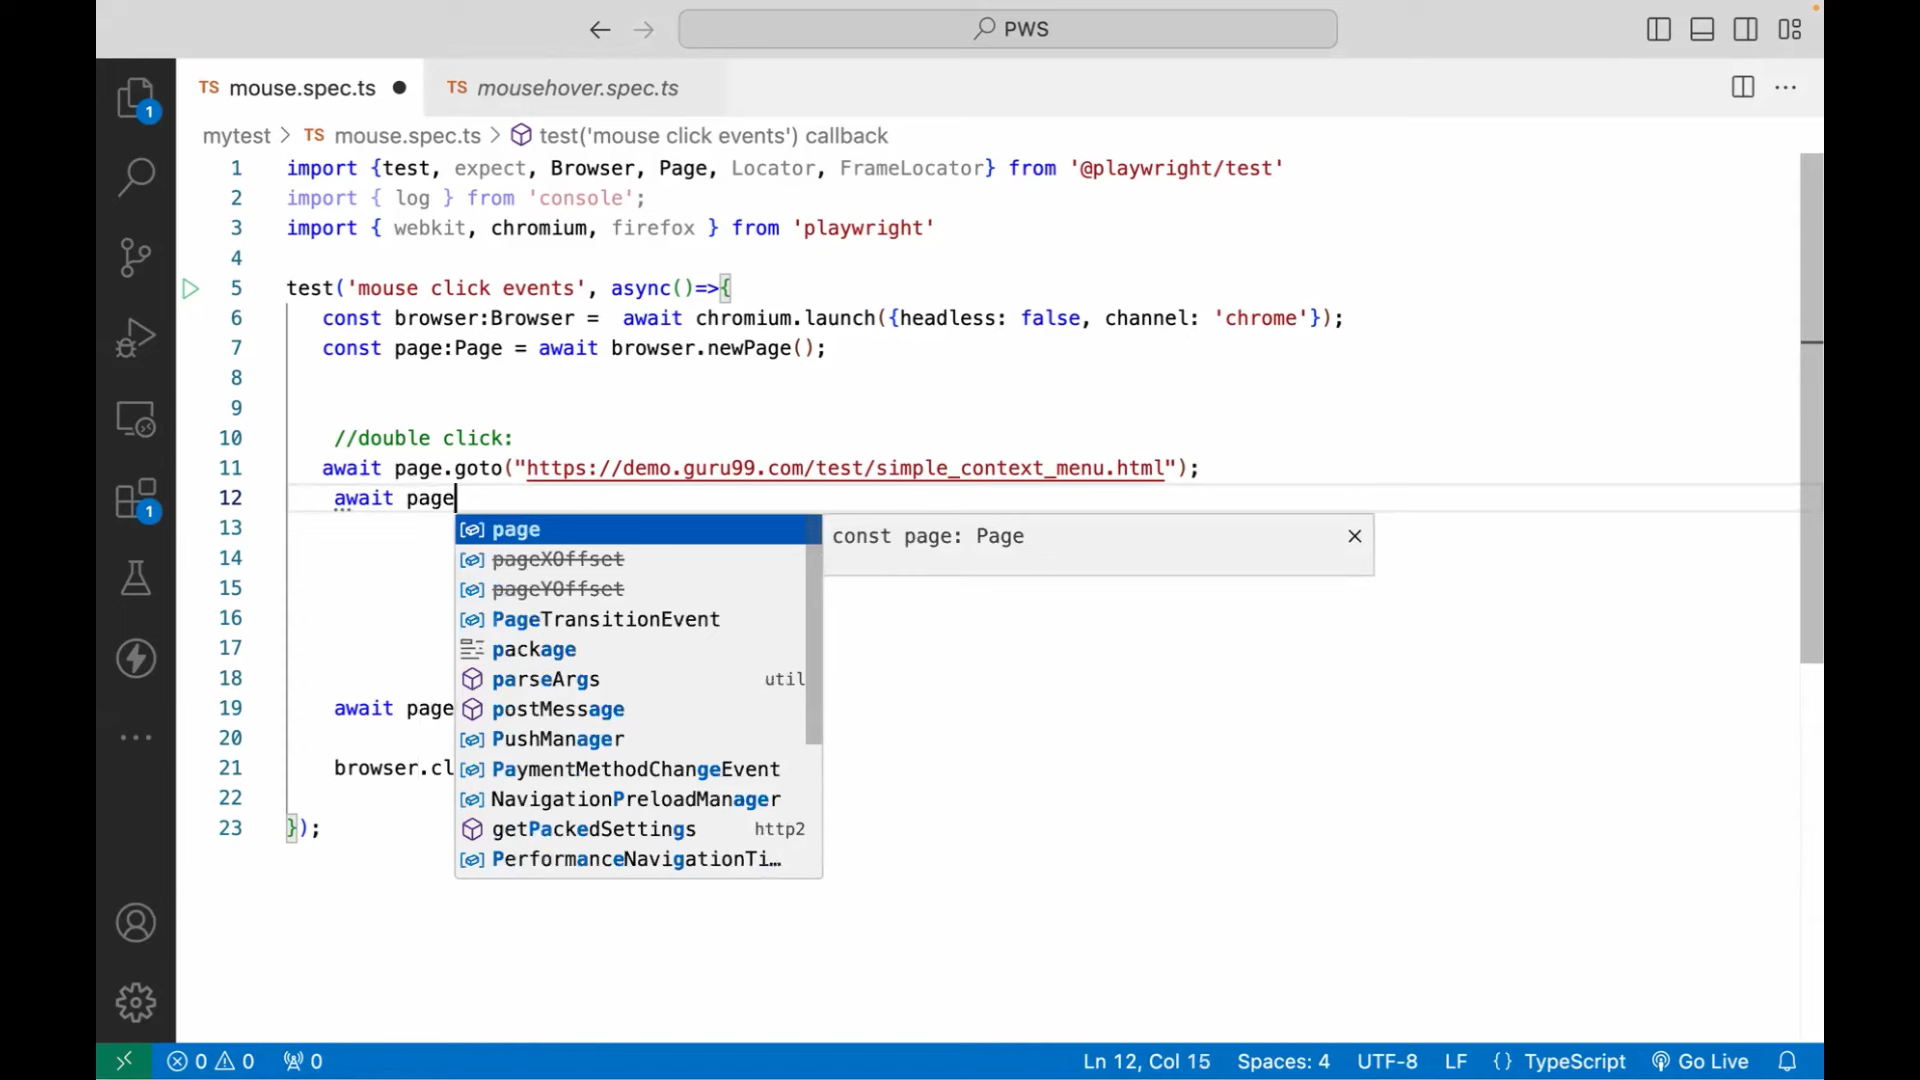 PWS
TS mouse.spec.ts
TS mousehover.spec.ts
mytest > TS mouse.spec.ts > test('mouse click events') callback
1 import {test, expect, Browser, Page, Locator, FrameLocator} from '@playwright/test'
2 import { log } from 'console';
3 import { webkit, chromium, firefox } from 'playwright'
4
5 test('mouse click events', async()=>{
6 const browser:Browser = await chromium.launch({headless: false, channel: 'chrome'});
7 const page:Page = await browser.newPage();
8
9
10 //double click:
11 await page.goto("https://demo.guru99.com/test/simple_context_menu.html");
12 await page
13
14
15
16
17
18
19 await page
20
21 browser.cl
22
23 });
page
pageXOffset
pageYOffset
PageTransitionEvent
package
parseArgs util
postMessage
PushManager
PaymentMethodChangeEvent
NavigationPreloadManager
getPackedSettings http2
PerformanceNavigationTi…
const page: Page
1
1
0 0 0
Ln 12, Col 15 Spaces: 4 UTF-8 LF {} TypeScript Go Live